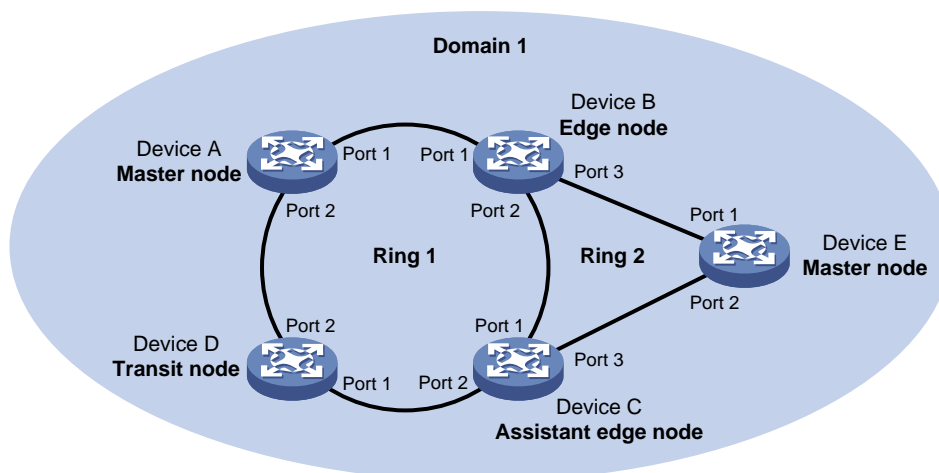 Domain 1
Device B
Edge node
Device A
Master node
Port 1
Port 1
Port 3
Port 2
Port 2
Port 1
Ring 1
Ring 2
Device E
Master node
Port 2
Port 2
Port 1
Device D
Transit node
Port 3
Port 1
Port 2
Device C
Assistant edge node